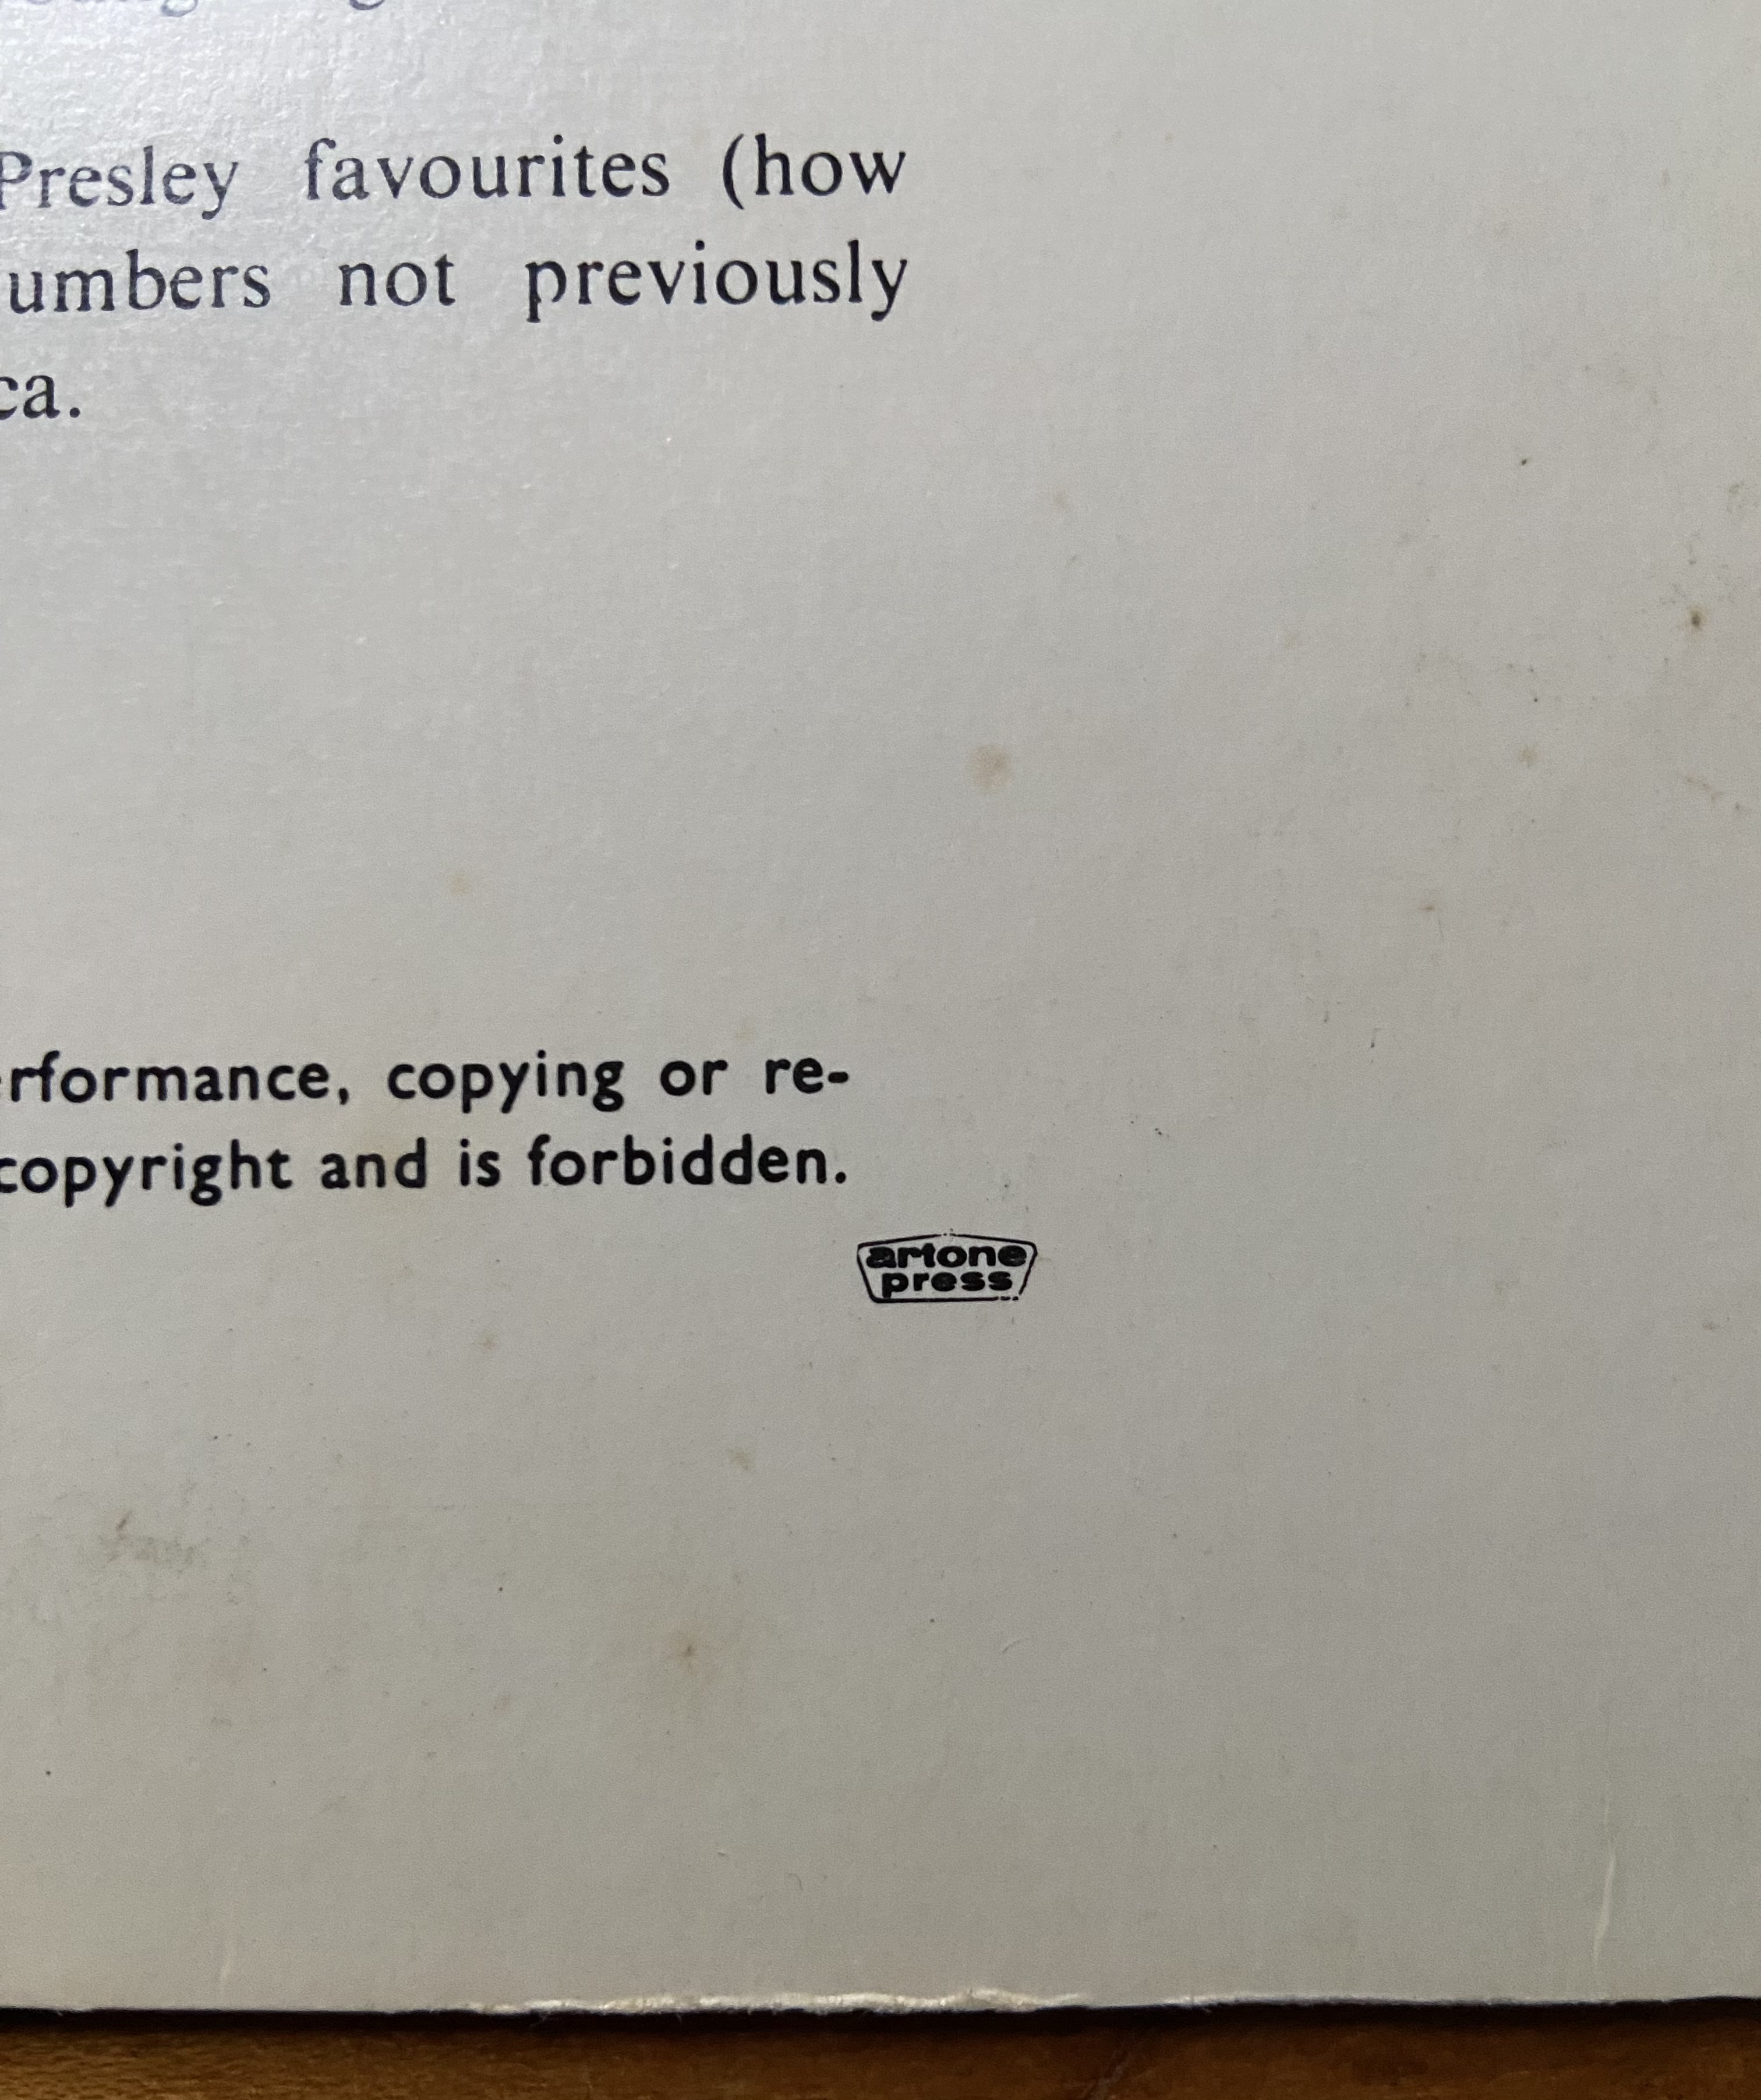 Presley favourites (how
umbers not previously
ca.
rformance, copying or re-
copyright and is forbidden.
artone
press